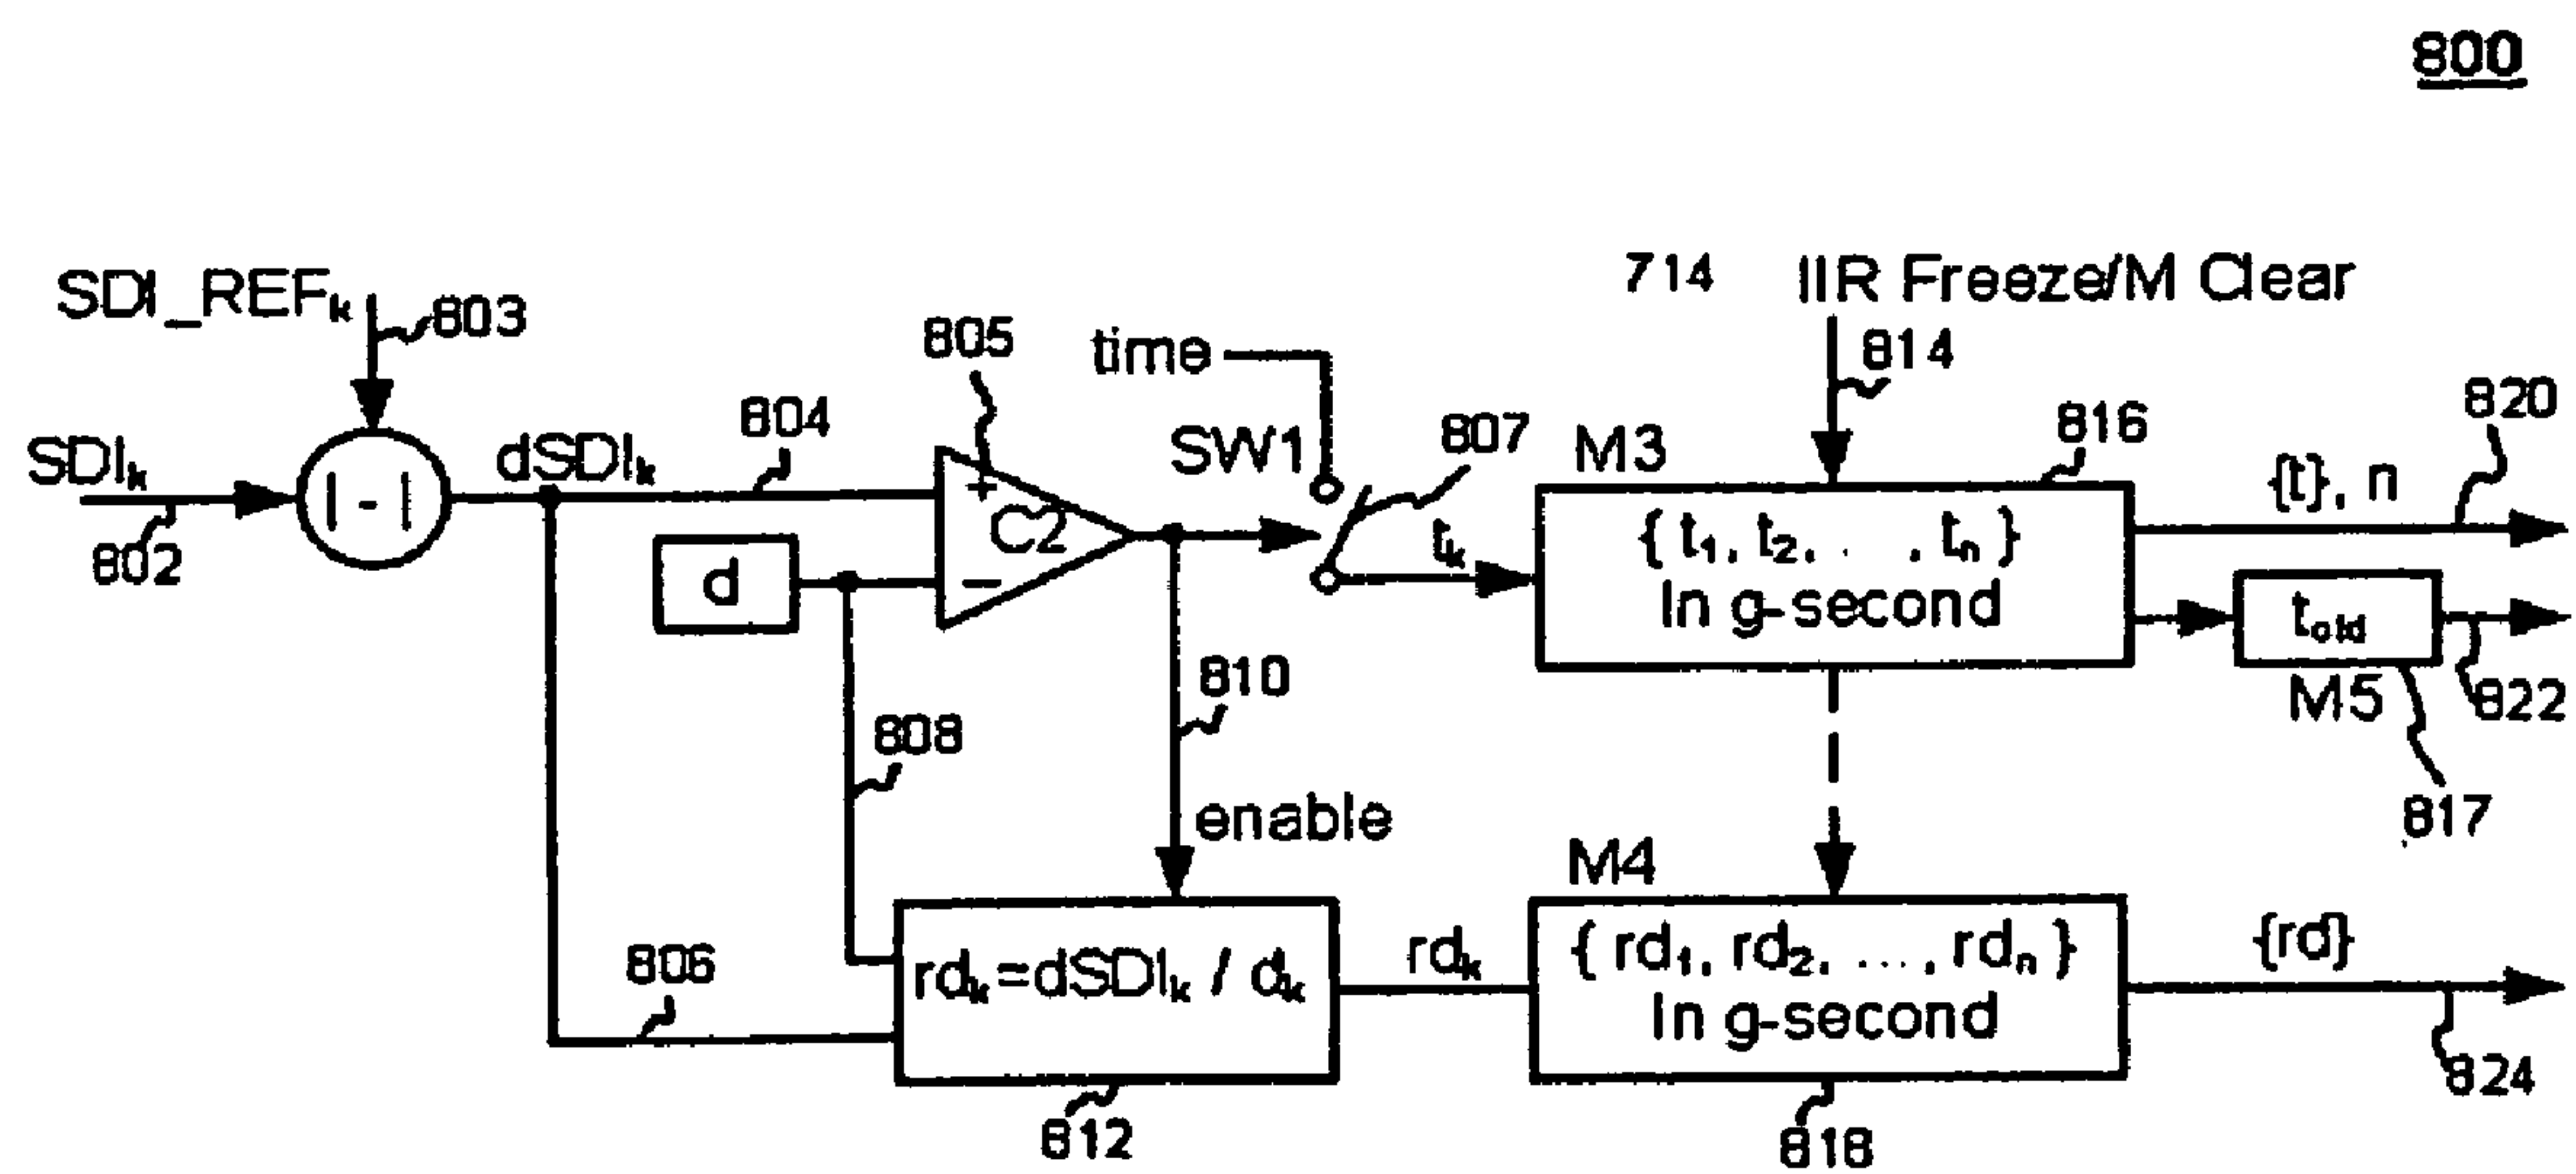 800
714 IIR Freeze/M Clear
SDI_REFk
803
805
time
814
820
804
816
SDIk
dSDIk
SW1
807
M3
{t}, n
+
C2
{ t1, t2, . . , tn }
802
d
−
tk
In g-second
told
| - |
810
M5
822
808
enable
817
M4
806
rdk=dSDIk / dk
rdk
{ rd1, rd2, ..., rdn }
{rd}
In g-second
824
812
818